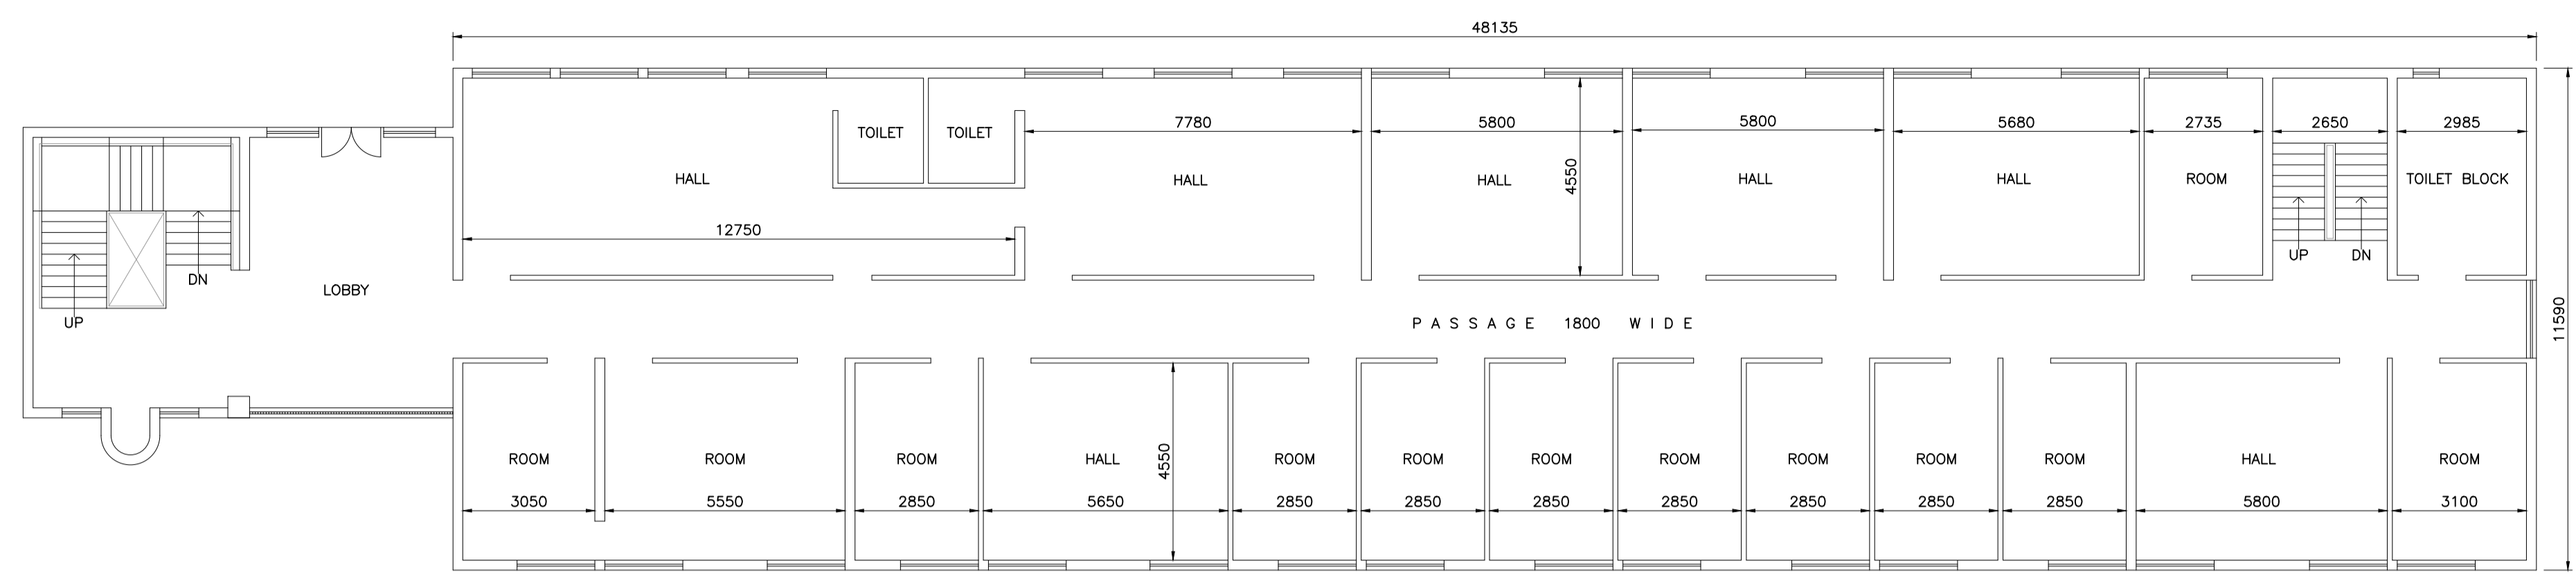 48135
7780
5800
5800
5680
2735
2650
2985
TOILET
TOILET
HALL
HALL
HALL
4550
HALL
HALL
ROOM
TOILET BLOCK
12750
UP
DN
DN
LOBBY
UP
PASSAGE 1800 WIDE
11590
ROOM
ROOM
ROOM
HALL
4550
ROOM
ROOM
ROOM
ROOM
ROOM
ROOM
ROOM
HALL
ROOM
3050
5550
2850
5650
2850
2850
2850
2850
2850
2850
2850
5800
3100